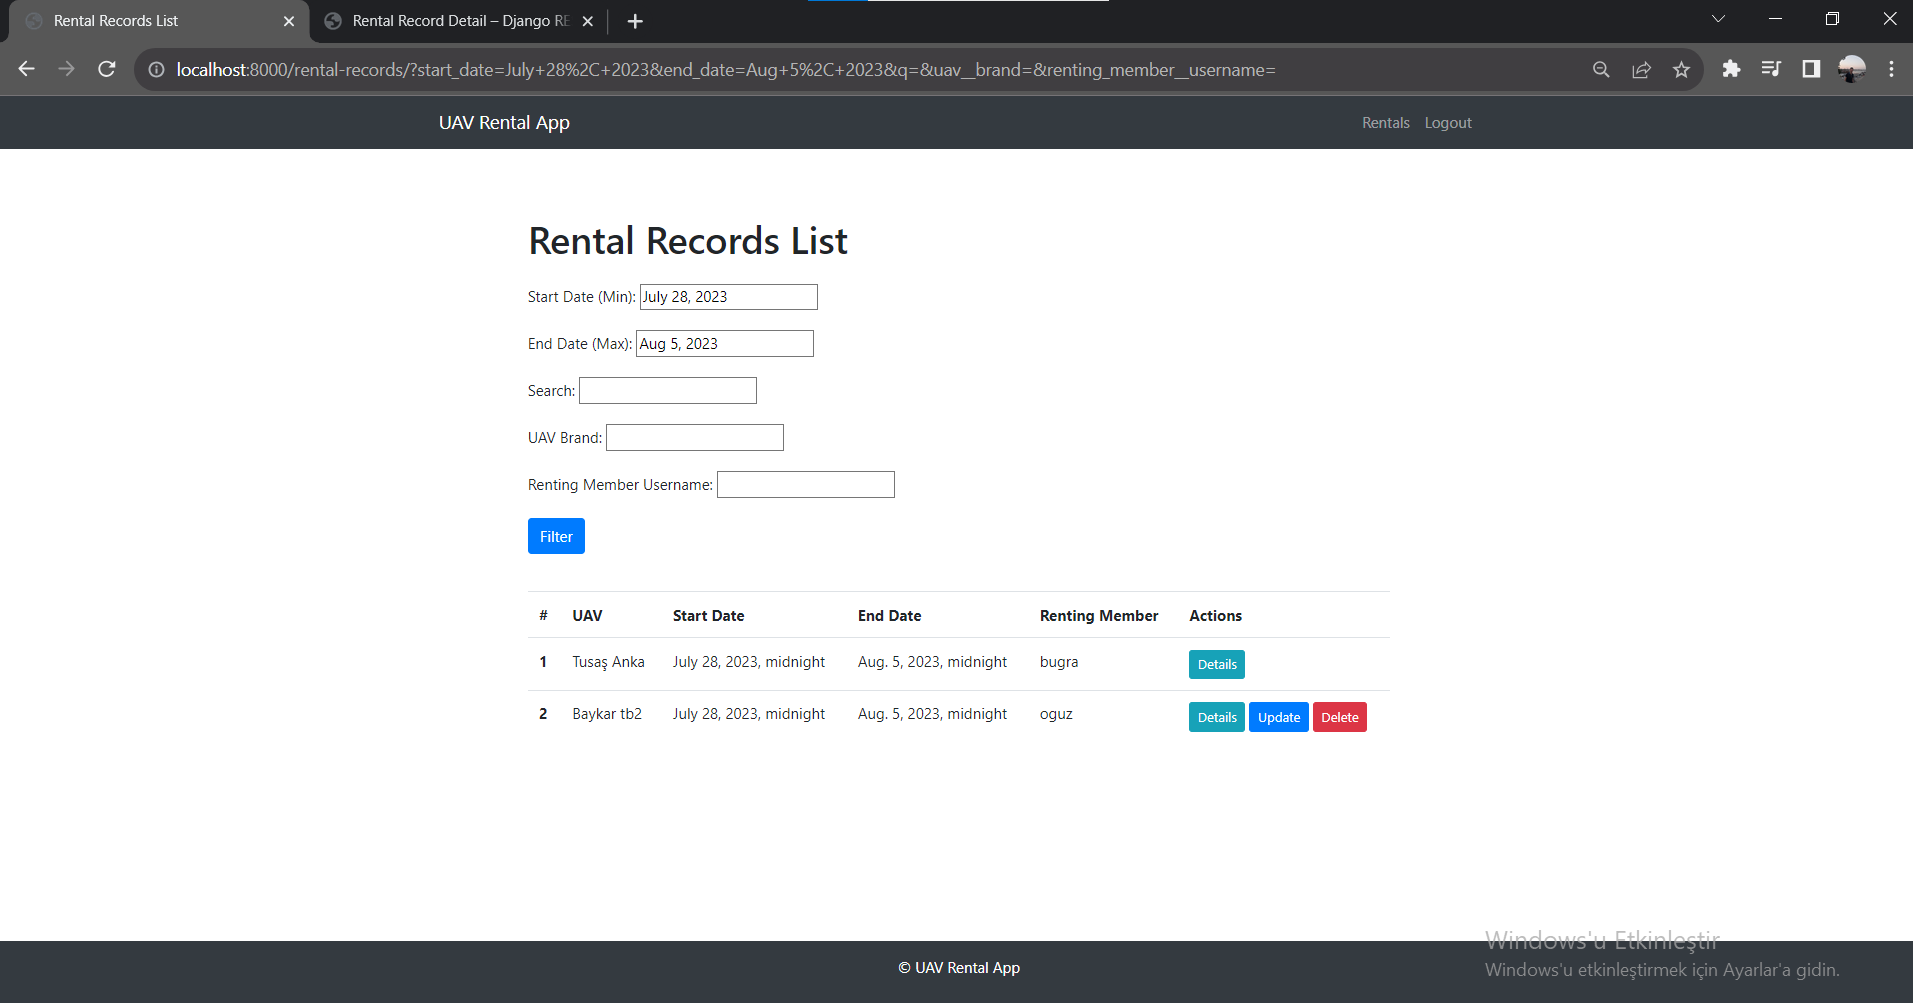 Rental Records List
Rental Record Detail – Django RE
localhost:8000/rental-records/?start_date=July+28%2C+2023&end_date=Aug+5%2C+2023&q=&uav__brand=&renting_member__username=
UAV Rental App
Rentals Logout
Rental Records List
Start Date (Min): July 28, 2023
End Date (Max): Aug 5, 2023
Search:
UAV Brand:
Renting Member Username:
Filter
# UAV Start Date End Date Renting Member Actions
1 Tusaş Anka July 28, 2023, midnight Aug. 5, 2023, midnight bugra Details
2 Baykar tb2 July 28, 2023, midnight Aug. 5, 2023, midnight oguz Details Update Delete
Windows'u Etkinleştir
Windows'u etkinleştirmek için Ayarlar'a gidin.
© UAV Rental App